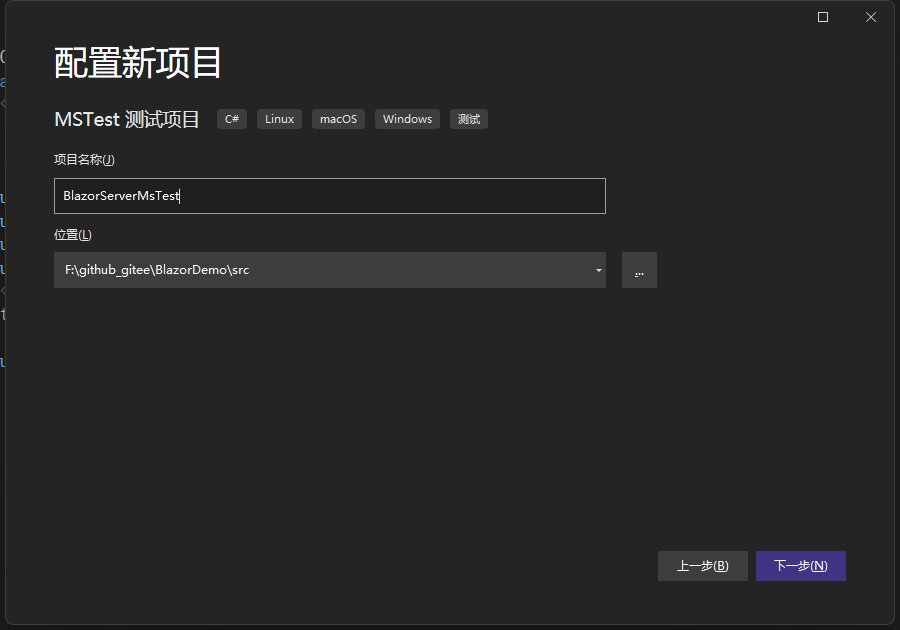 配置新项目
MSTest 测试项目 C# Linux macOS Windows 测试
项目名称(J)
BlazorServerMsTest
位置(L)
F:\github_gitee\BlazorDemo\src
...
上一步(B) 下一步(N)